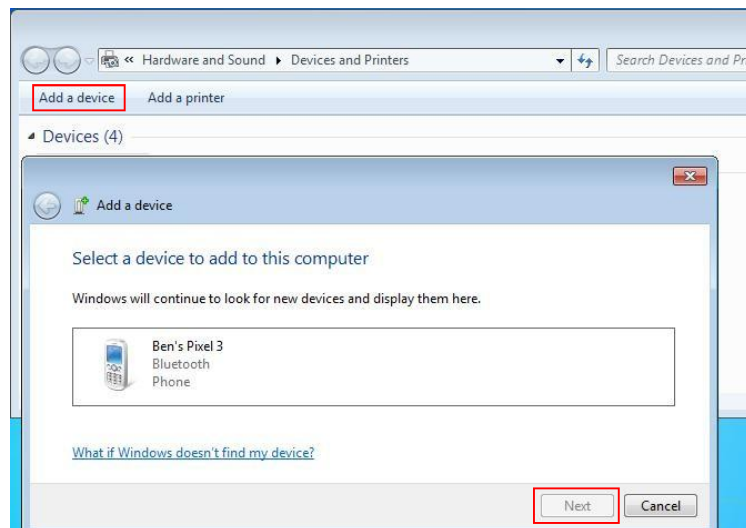 « Hardware and Sound ▸ Devices and Printers
Search Devices and Pr
Add a device Add a printer
Devices (4)
Add a device
Select a device to add to this computer
Windows will continue to look for new devices and display them here.
Ben's Pixel 3
Bluetooth
Phone
What if Windows doesn't find my device?
Next Cancel